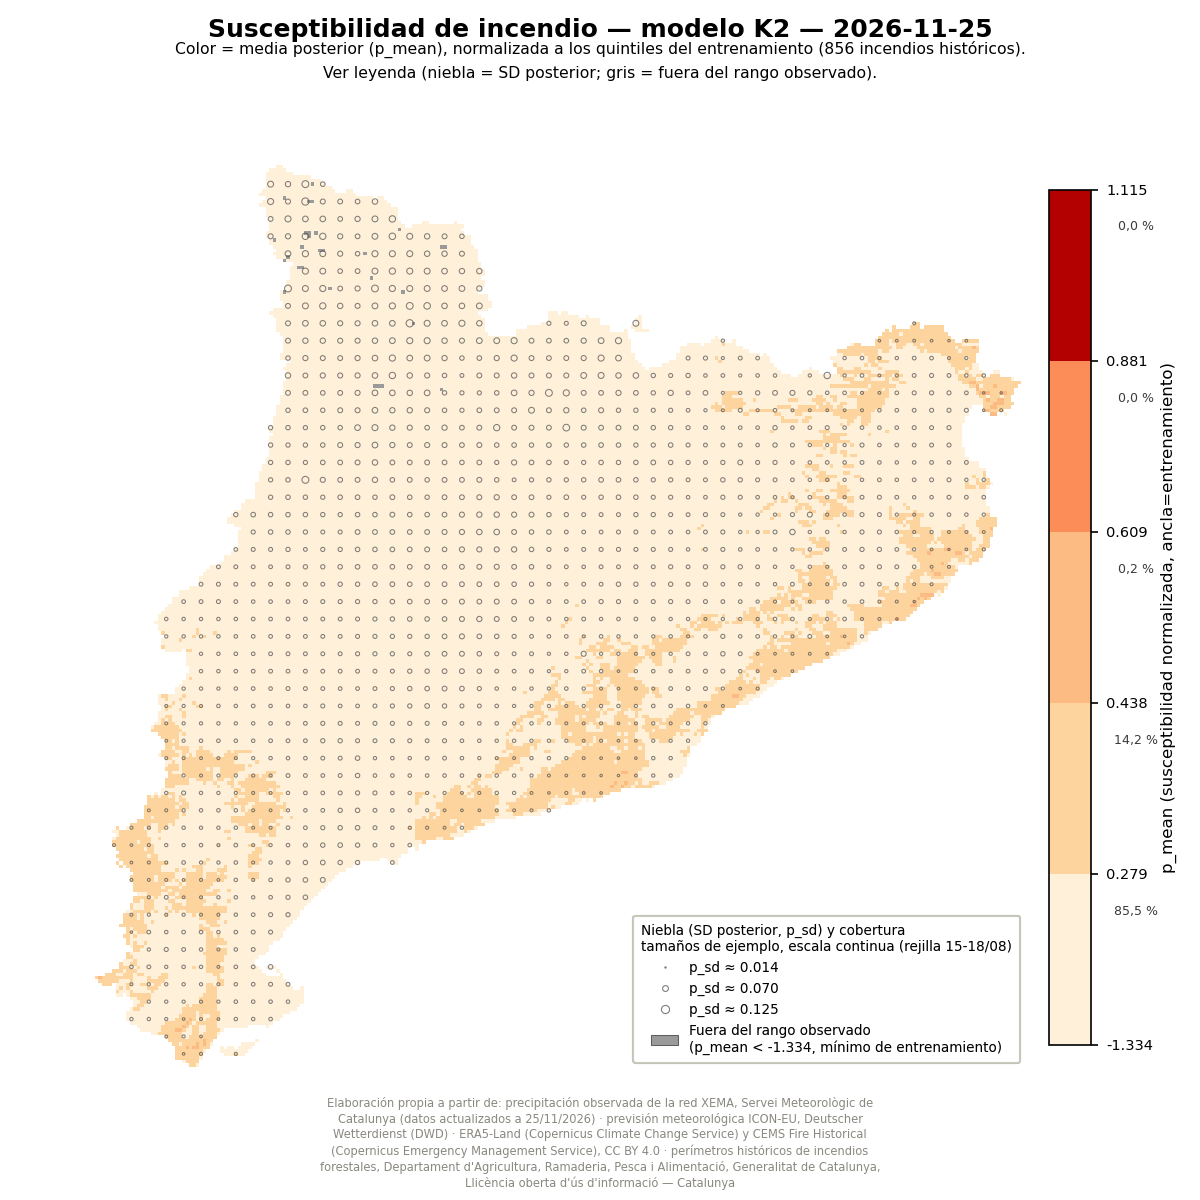 Susceptibilidad de incendio — modelo K2 — 2026-11-25
Color = media posterior (p_mean), normalizada a los quintiles del entrenamiento (856 incendios históricos).
Ver leyenda (niebla = SD posterior; gris = fuera del rango observado).
1.115
0,0 %
0.881
0,0 %
0.609
0,2 %
0.438
14,2 %
0.279
85,5 %
-1.334
p_mean (susceptibilidad normalizada, ancla=entrenamiento)
Niebla (SD posterior, p_sd) y cobertura
tamaños de ejemplo, escala continua (rejilla 15-18/08)
p_sd ≈ 0.014
p_sd ≈ 0.070
p_sd ≈ 0.125
Fuera del rango observado
(p_mean < -1.334, mínimo de entrenamiento)
Elaboración propia a partir de: precipitación observada de la red XEMA, Servei Meteorològic de
Catalunya (datos actualizados a 25/11/2026) · previsión meteorológica ICON-EU, Deutscher
Wetterdienst (DWD) · ERA5-Land (Copernicus Climate Change Service) y CEMS Fire Historical
(Copernicus Emergency Management Service), CC BY 4.0 · perímetros históricos de incendios
forestales, Departament d'Agricultura, Ramaderia, Pesca i Alimentació, Generalitat de Catalunya,
Llicència oberta d'ús d'informació — Catalunya